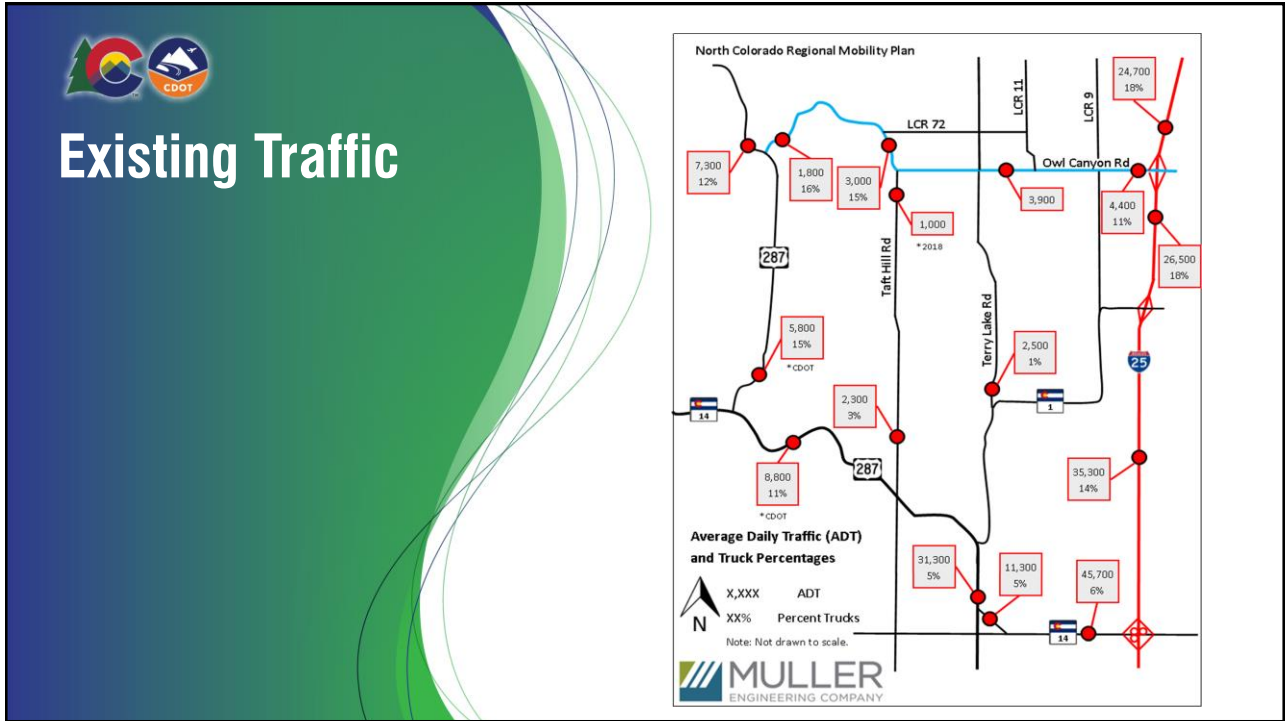 CDOT
Existing Traffic
North Colorado Regional Mobility Plan
24,700
18%
LCR 11
LCR 9
LCR 72
7,300
12%
1,800
16%
3,000
15%
Owl Canyon Rd
3,900
4,400
11%
1,000
*2018
26,500
18%
287
Taft Hill Rd
Terry Lake Rd
5,800
15%
*CDOT
2,500
1%
25
14
1
2,300
3%
8,800
11%
*CDOT
287
35,300
14%
Average Daily Traffic (ADT)
and Truck Percentages
31,300
5%
11,300
5%
45,700
6%
X,XXX ADT
XX% Percent Trucks
N
Note: Not drawn to scale.
14
MULLER
ENGINEERING COMPANY